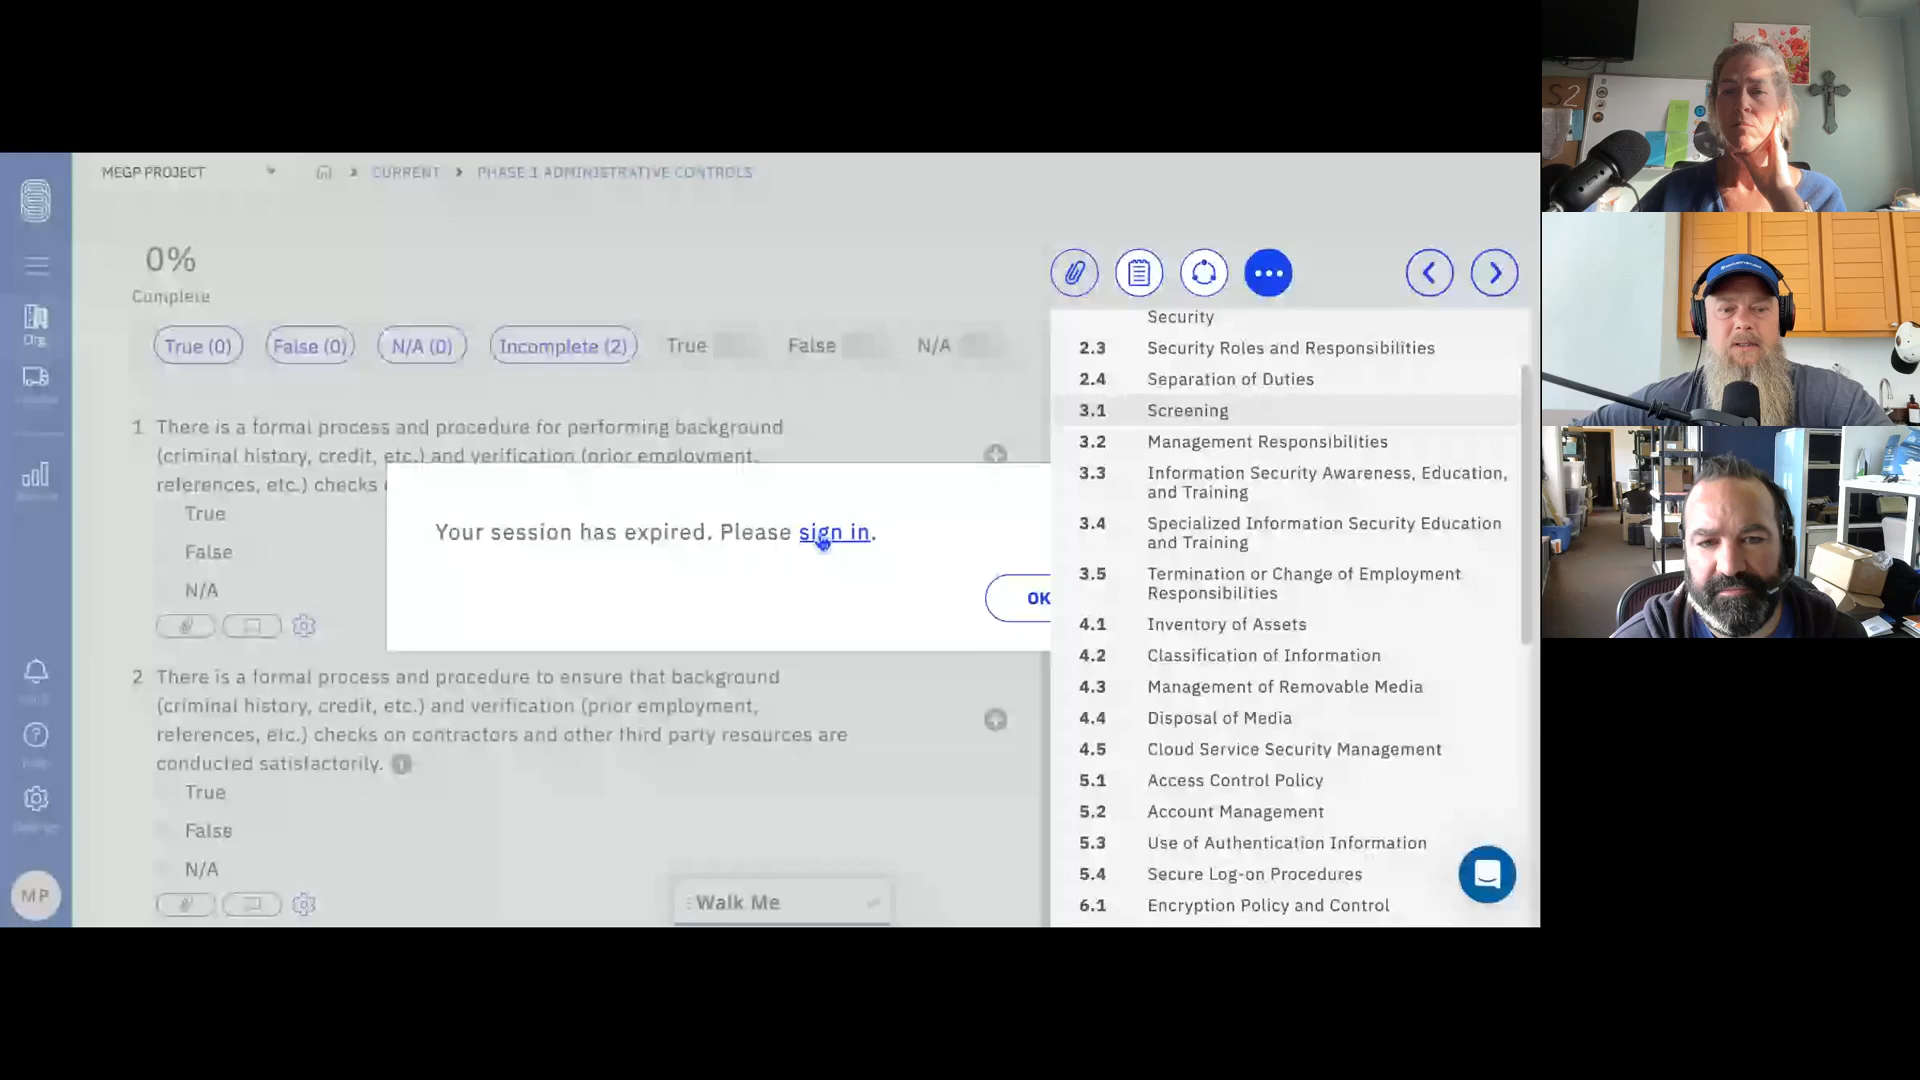 MEGP PROJECT
CURRENT
PHASE 1 ADMINISTRATIVE CONTROLS
0%
Complete
True (0)
False (0)
N/A (0)
Incomplete (2)
True
False
N/A
1 There is a formal process and procedure for performing background
(criminal history, credit, etc.) and verification (prior employment,
references, etc.) checks
True
False
N/A
Your session has expired. Please sign in.
OK
2 There is a formal process and procedure to ensure that background
(criminal history, credit, etc.) and verification (prior employment,
references, etc.) checks on contractors and other third party resources are
conducted satisfactorily.
True
False
N/A
Walk Me
Org
MP
Security
2.3 Security Roles and Responsibilities
2.4 Separation of Duties
3.1 Screening
3.2 Management Responsibilities
3.3 Information Security Awareness, Education,
and Training
3.4 Specialized Information Security Education
and Training
3.5 Termination or Change of Employment
Responsibilities
4.1 Inventory of Assets
4.2 Classification of Information
4.3 Management of Removable Media
4.4 Disposal of Media
4.5 Cloud Service Security Management
5.1 Access Control Policy
5.2 Account Management
5.3 Use of Authentication Information
5.4 Secure Log-on Procedures
6.1 Encryption Policy and Control
S2